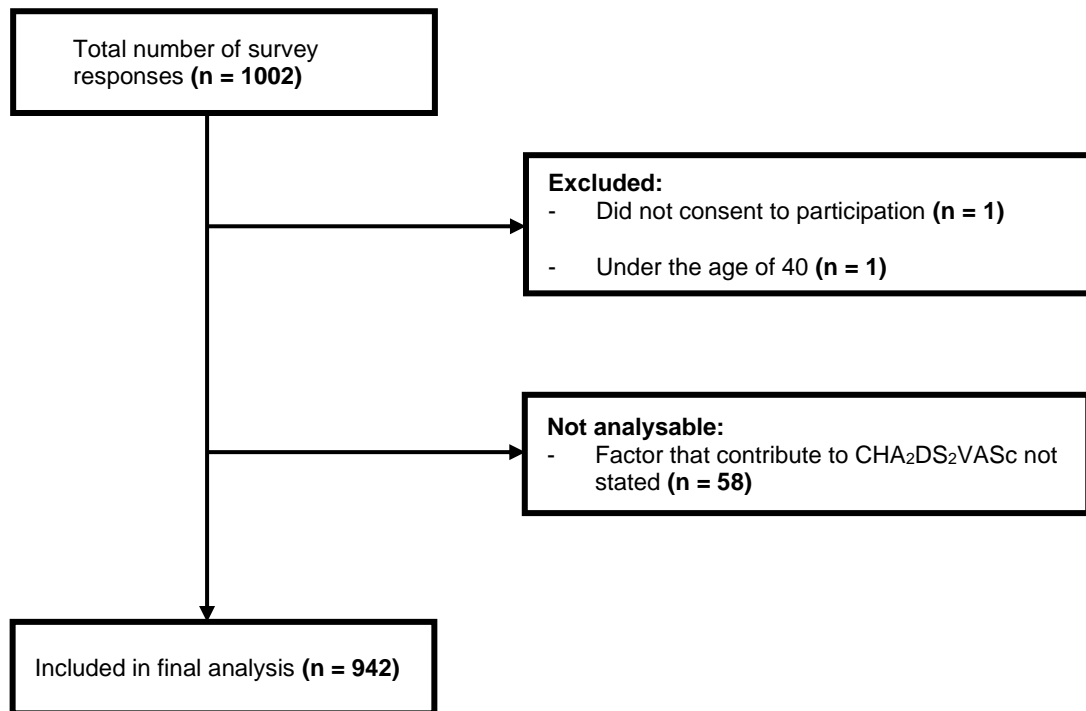 Total number of survey
responses (n = 1002)
Excluded:
- Did not consent to participation (n = 1)
- Under the age of 40 (n = 1)
Not analysable:
- Factor that contribute to CHA₂DS₂VASc not
stated (n = 58)
Included in final analysis (n = 942)